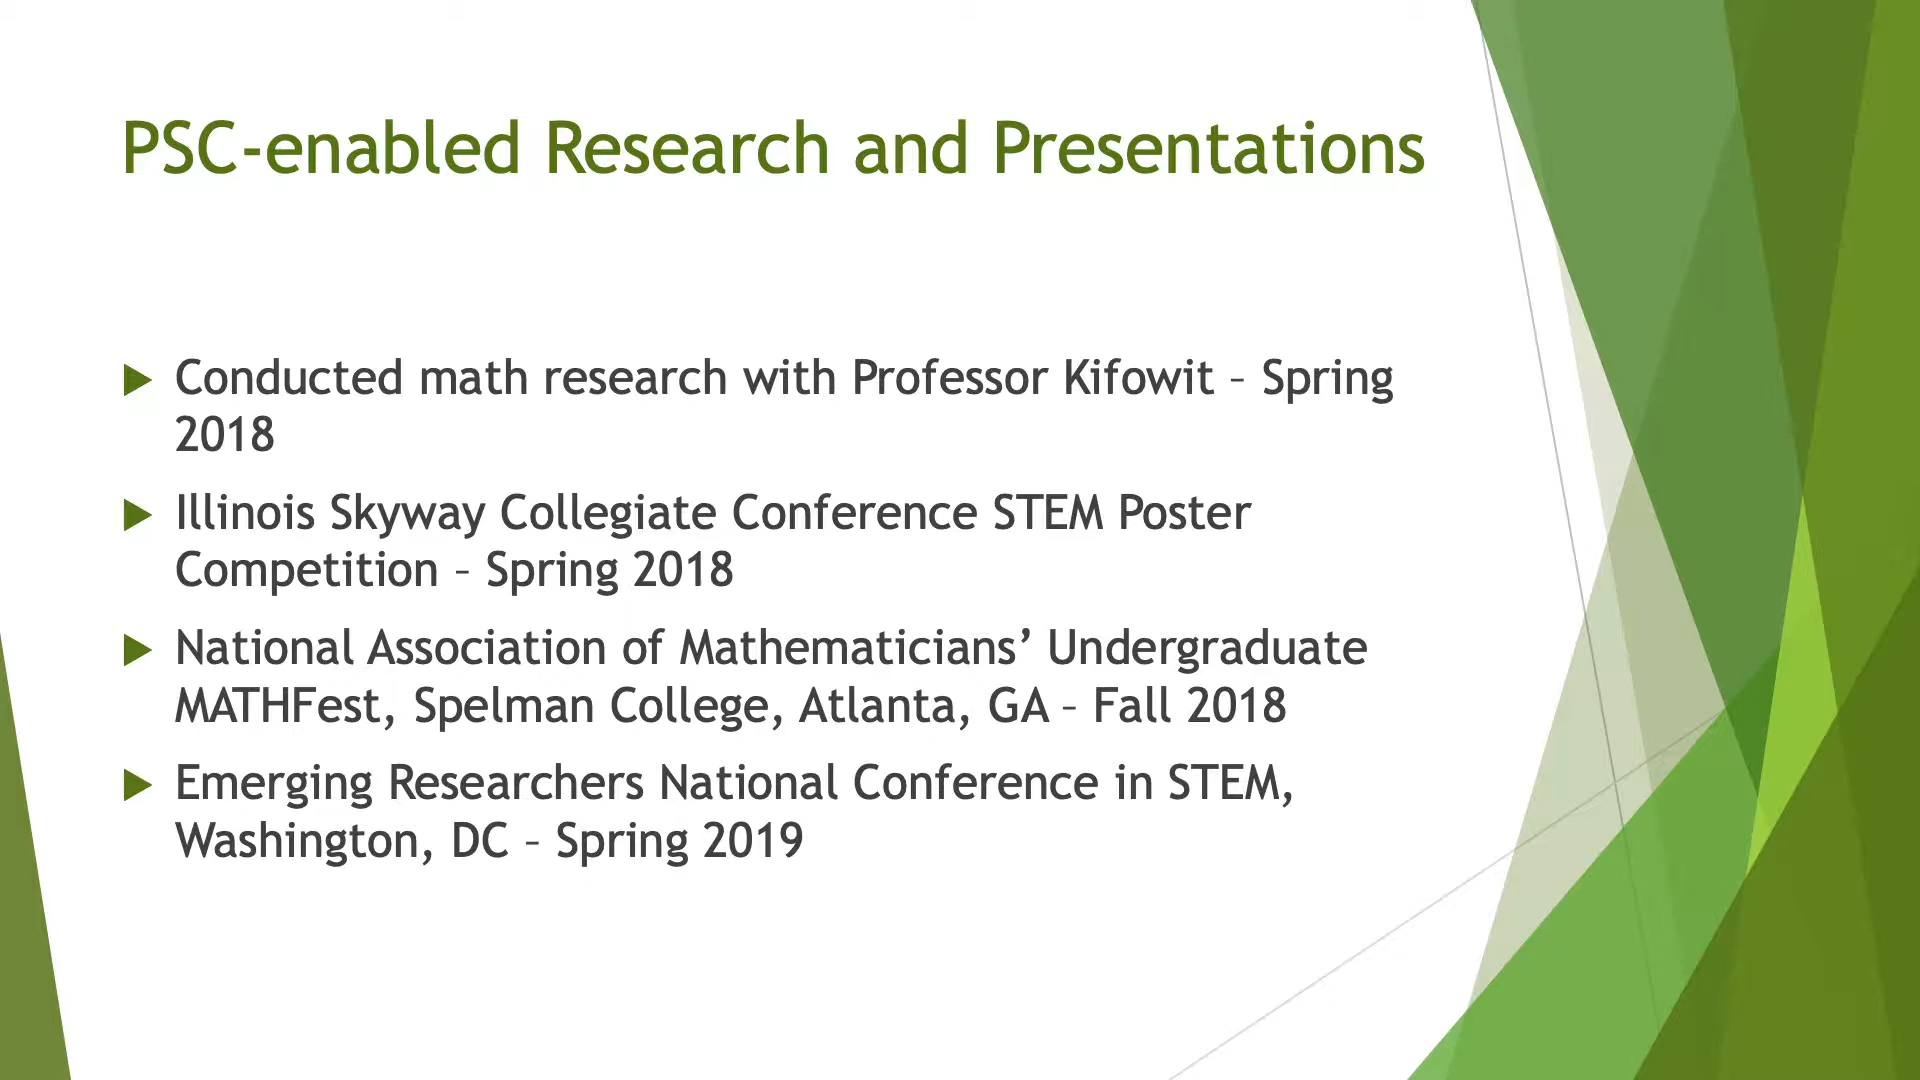 PSC-enabled Research and Presentations
Conducted math research with Professor Kifowit – Spring
2018
Illinois Skyway Collegiate Conference STEM Poster
Competition – Spring 2018
National Association of Mathematicians’ Undergraduate
MATHFest, Spelman College, Atlanta, GA – Fall 2018
Emerging Researchers National Conference in STEM,
Washington, DC – Spring 2019